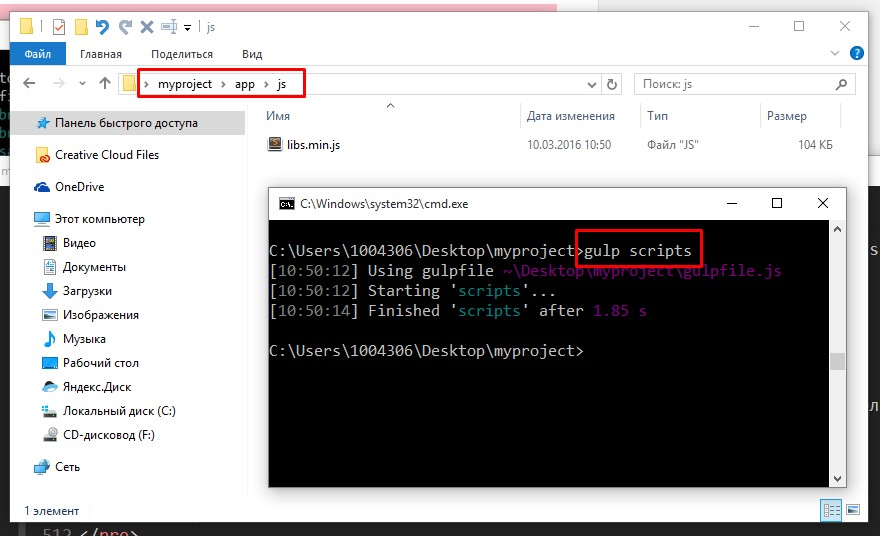 js
Файл Главная Поделиться Вид
myproject app js
Поиск: js
Имя Дата изменения Тип Размер
libs.min.js 10.03.2016 10:50 Файл "JS" 104 КБ
Панель быстрого доступа
Creative Cloud Files
OneDrive
Этот компьютер
Видео
Документы
Загрузки
Изображения
Музыка
Рабочий стол
Яндекс.Диск
Локальный диск (C:)
CD-дисковод (F:)
Сеть
1 элемент
C:\Windows\system32\cmd.exe
C:\Users\1004306\Desktop\myproject>gulp scripts
[10:50:12] Using gulpfile ~\Desktop\myproject\gulpfile.js
[10:50:12] Starting 'scripts'...
[10:50:14] Finished 'scripts' after 1.85 s
C:\Users\1004306\Desktop\myproject>
512 </pre>